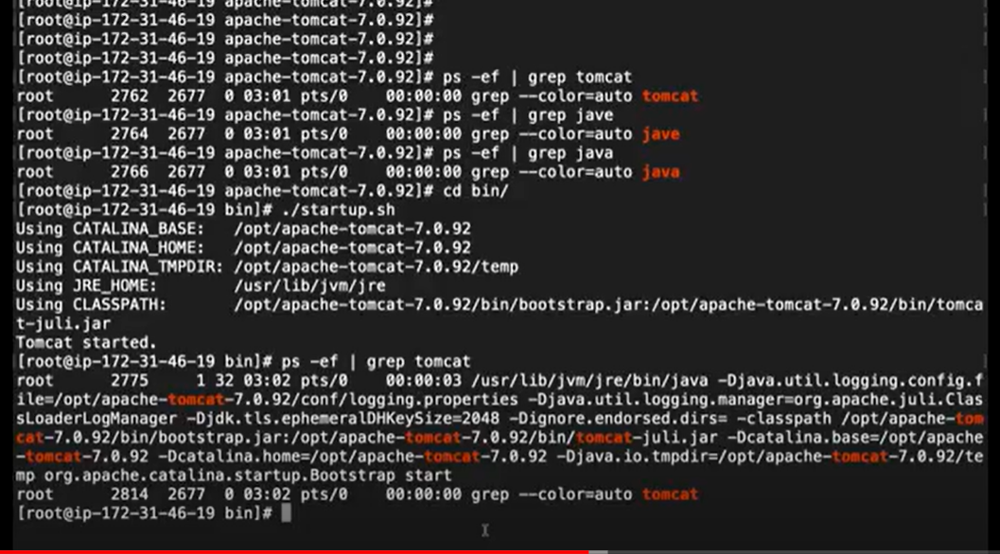 [root@ip-172-31-46-19 apache-tomcat-7.0.92]#
[root@ip-172-31-46-19 apache-tomcat-7.0.92]#
[root@ip-172-31-46-19 apache-tomcat-7.0.92]#
[root@ip-172-31-46-19 apache-tomcat-7.0.92]#
[root@ip-172-31-46-19 apache-tomcat-7.0.92]# ps -ef | grep tomcat
root      2762  2677  0 03:01 pts/0    00:00:00 grep --color=auto tomcat
[root@ip-172-31-46-19 apache-tomcat-7.0.92]# ps -ef | grep jave
root      2764  2677  0 03:01 pts/0    00:00:00 grep --color=auto jave
[root@ip-172-31-46-19 apache-tomcat-7.0.92]# ps -ef | grep java
root      2766  2677  0 03:01 pts/0    00:00:00 grep --color=auto java
[root@ip-172-31-46-19 apache-tomcat-7.0.92]# cd bin/
[root@ip-172-31-46-19 bin]# ./startup.sh
Using CATALINA_BASE:   /opt/apache-tomcat-7.0.92
Using CATALINA_HOME:   /opt/apache-tomcat-7.0.92
Using CATALINA_TMPDIR: /opt/apache-tomcat-7.0.92/temp
Using JRE_HOME:        /usr/lib/jvm/jre
Using CLASSPATH:       /opt/apache-tomcat-7.0.92/bin/bootstrap.jar:/opt/apache-tomcat-7.0.92/bin/tomca
t-juli.jar
Tomcat started.
[root@ip-172-31-46-19 bin]# ps -ef | grep tomcat
root      2775     1 32 03:02 pts/0    00:00:03 /usr/lib/jvm/jre/bin/java -Djava.util.logging.config.f
ile=/opt/apache-tomcat-7.0.92/conf/logging.properties -Djava.util.logging.manager=org.apache.juli.Clas
sLoaderLogManager -Djdk.tls.ephemeralDHKeySize=2048 -Dignore.endorsed.dirs= -classpath /opt/apache-tom
cat-7.0.92/bin/bootstrap.jar:/opt/apache-tomcat-7.0.92/bin/tomcat-juli.jar -Dcatalina.base=/opt/apache
-tomcat-7.0.92 -Dcatalina.home=/opt/apache-tomcat-7.0.92 -Djava.io.tmpdir=/opt/apache-tomcat-7.0.92/te
mp org.apache.catalina.startup.Bootstrap start
root      2814  2677  0 03:02 pts/0    00:00:00 grep --color=auto tomcat
[root@ip-172-31-46-19 bin]#